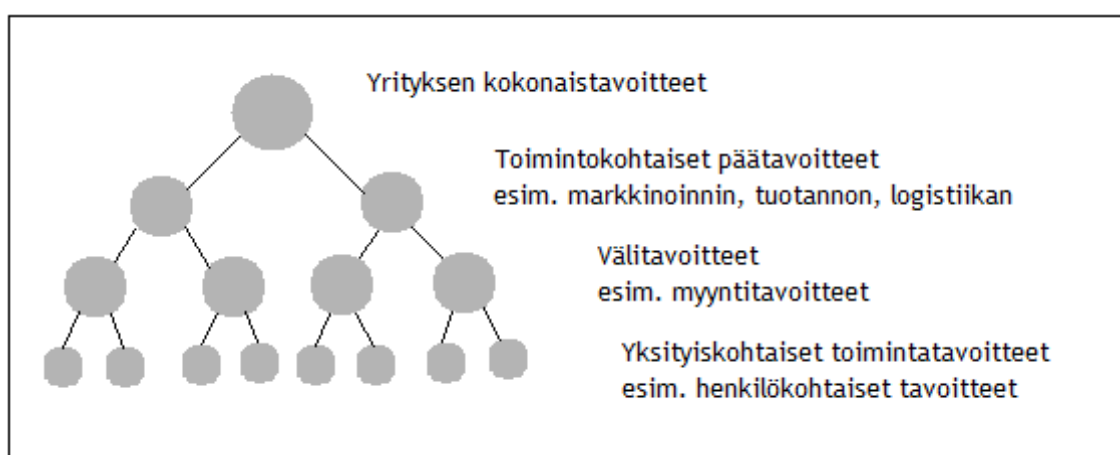 Yrityksen kokonaistavoitteet
Toimintokohtaiset päätavoitteet
esim. markkinoinnin, tuotannon, logistiikan
Välitavoitteet
esim. myyntitavoitteet
Yksityiskohtaiset toimintatavoitteet
esim. henkilökohtaiset tavoitteet